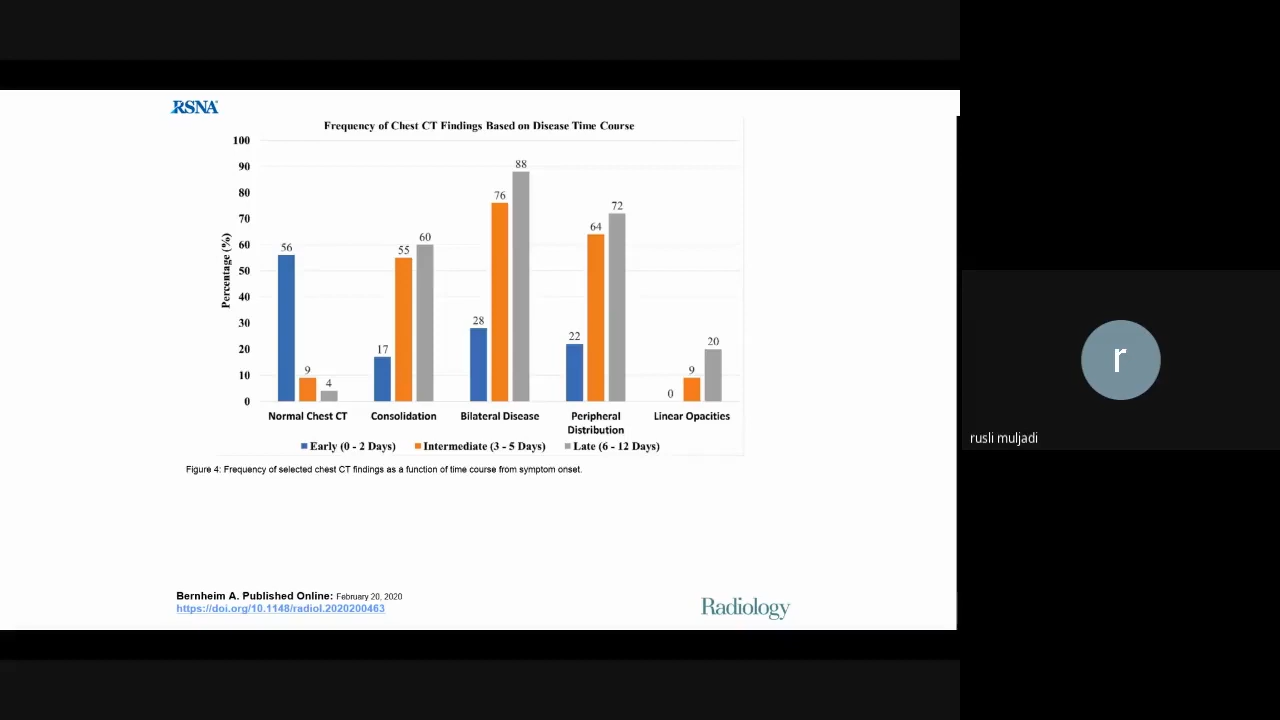 RSNA
Frequency of Chest CT Findings Based on Disease Time Course
Percentage (%)
100
90
80
70
60
50
40
30
20
10
0
56
9
4
17
55
60
28
76
88
22
64
72
0
9
20
Normal Chest CT
Consolidation
Bilateral Disease
Peripheral
Distribution
Linear Opacities
Early (0 - 2 Days)
Intermediate (3 - 5 Days)
Late (6 - 12 Days)
Figure 4: Frequency of selected chest CT findings as a function of time course from symptom onset.
Bernheim A. Published Online: February 20, 2020
https://doi.org/10.1148/radiol.2020200463
Radiology
r
rusli muljadi